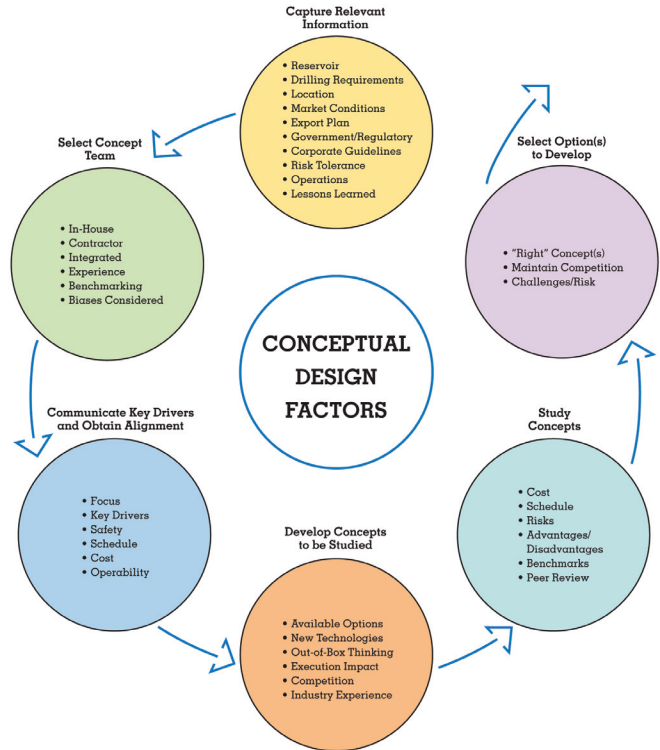 Capture Relevant
Information
• Reservoir
• Drilling Requirements
• Location
• Market Conditions
• Export Plan
• Government/Regulatory
• Corporate Guidelines
• Risk Tolerance
• Operations
• Lessons Learned
Select Concept
Team
• In-House
• Contractor
• Integrated
• Experience
• Benchmarking
• Biases Considered
Communicate Key Drivers
and Obtain Alignment
• Focus
• Key Drivers
• Safety
• Schedule
• Cost
• Operability
Develop Concepts
to be Studied
• Available Options
• New Technologies
• Out-of-Box Thinking
• Execution Impact
• Competition
• Industry Experience
Study
Concepts
• Cost
• Schedule
• Risks
• Advantages/
Disadvantages
• Benchmarks
• Peer Review
Select Option(s)
to Develop
• "Right" Concept(s)
• Maintain Competition
• Challenges/Risk
CONCEPTUAL
DESIGN
FACTORS